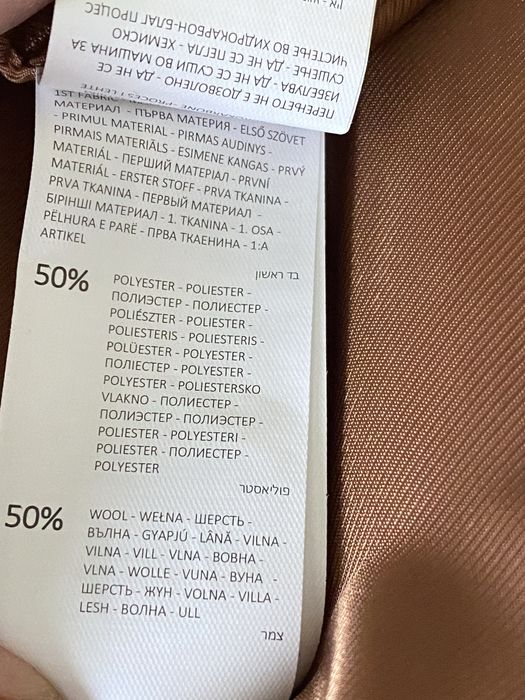 אין
ЧИСТЕЊЕ ВО ХИДРОКАРБОН-БЛАГ ПРОЦЕС
СУШЕЊЕ - ДА НЕ СЕ ПЕГЛА - ХЕМИСКО
ИЗБЕЛУВА - ДА НЕ СЕ СУШИ ВО МАШИНА ЗА
ПЕРЕЊЕТО НЕ Е ДОЗВОЛЕНО - ДА НЕ СЕ
1ST FABRIC
МАТЕРИАЛ - ПЪРВА МАТЕРИЯ - ELSŐ SZÖVET
- PRIMUL MATERIAL - PIRMAS AUDINYS -
PIRMAIS MATERIĀLS - ESIMENE KANGAS - PRVÝ
MATERIÁL - ПЕРШИЙ МАТЕРІАЛ - PRVNÍ
MATERIÁL - ERSTER STOFF - PRVA TKANINA -
PRVA TKANINA - ПЕРВЫЙ МАТЕРИАЛ -
БІРІНШІ МАТЕРИАЛ - 1. TKANINA - 1. OSA -
PËLHURA E PARË - ПРВА ТКАЕНИНА - 1:A
ARTIKEL
בד ראשון
50% POLYESTER - POLIESTER -
ПОЛИЭСТЕР - ПОЛИЕСТЕР -
POLIÉSZTER - POLIESTER -
POLIESTERIS - POLIESTERIS -
POLÜESTER - POLYESTER -
ПОЛІЕСТЕР - POLYESTER -
POLYESTER - POLIESTERSKO
VLAKNO - ПОЛИЕСТЕР -
ПОЛИЭСТЕР - ПОЛИЭСТЕР -
POLIESTER - POLYESTERI -
POLIESTER - ПОЛИЕСТЕР -
POLYESTER
פוליאסטר
50% WOOL - WEŁNA - ШЕРСТЬ -
ВЪЛНА - GYAPJÚ - LÂNĂ - VILNA -
VILNA - VILL - VLNA - ВОВНА -
VLNA - WOLLE - VUNA - ВУНА -
ШЕРСТЬ - ЖҮН - VOLNA - VILLA -
LESH - ВОЛНА - ULL
צמר